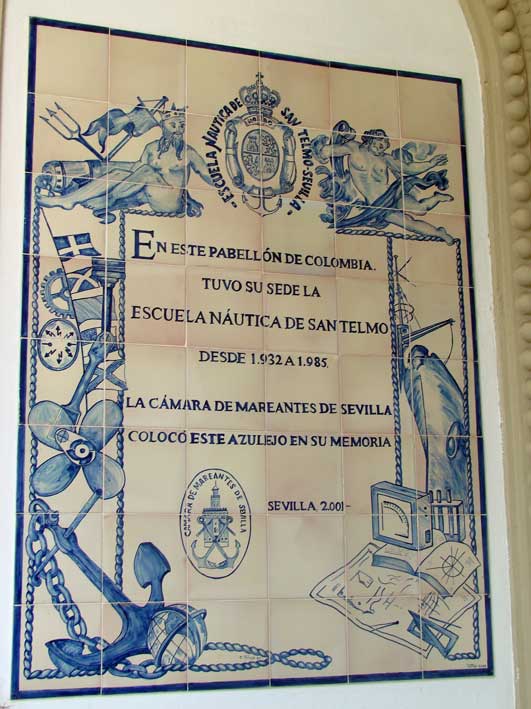 ESCUELA NÁUTICA DE SAN TELMO-SEVILLA-
EN ESTE PABELLÓN DE COLOMBIA.
TUVO SU SEDE LA
ESCUELA NÁUTICA DE SAN TELMO
DESDE 1.932 A 1.985.
LA CÁMARA DE MAREANTES DE SEVILLA
COLOCÓ ESTE AZULEJO EN SU MEMORIA
CÁMARA DE MAREANTES DE SEVILLA
SEVILLA, 2.001-